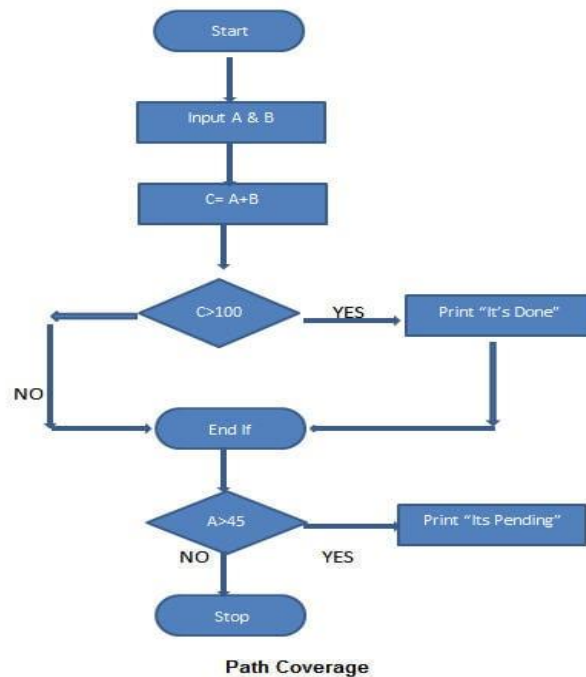 Start
Input A & B
C= A+B
C>100
YES
Print "It's Done"
NO
End If
A>45
Print "Its Pending"
NO
YES
Stop
Path Coverage